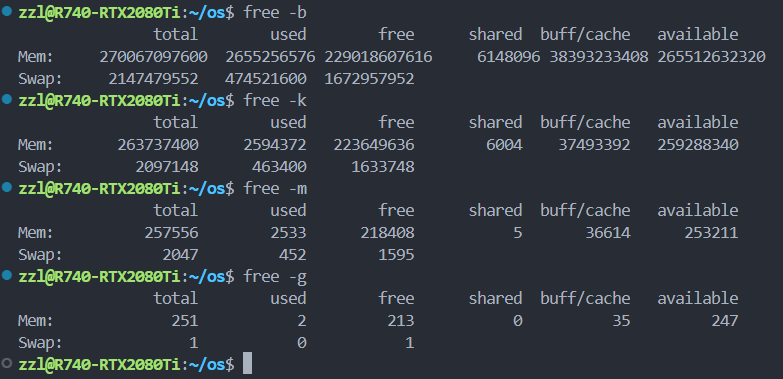 zzl@R740-RTX2080Ti:~/os$ free -b
total used free shared buff/cache available
Mem: 270067097600 2655256576 229018607616 6148096 38393233408 265512632320
Swap: 2147479552 474521600 1672957952
zzl@R740-RTX2080Ti:~/os$ free -k
total used free shared buff/cache available
Mem: 263737400 2594372 223649636 6004 37493392 259288340
Swap: 2097148 463400 1633748
zzl@R740-RTX2080Ti:~/os$ free -m
total used free shared buff/cache available
Mem: 257556 2533 218408 5 36614 253211
Swap: 2047 452 1595
zzl@R740-RTX2080Ti:~/os$ free -g
total used free shared buff/cache available
Mem: 251 2 213 0 35 247
Swap: 1 0 1
zzl@R740-RTX2080Ti:~/os$